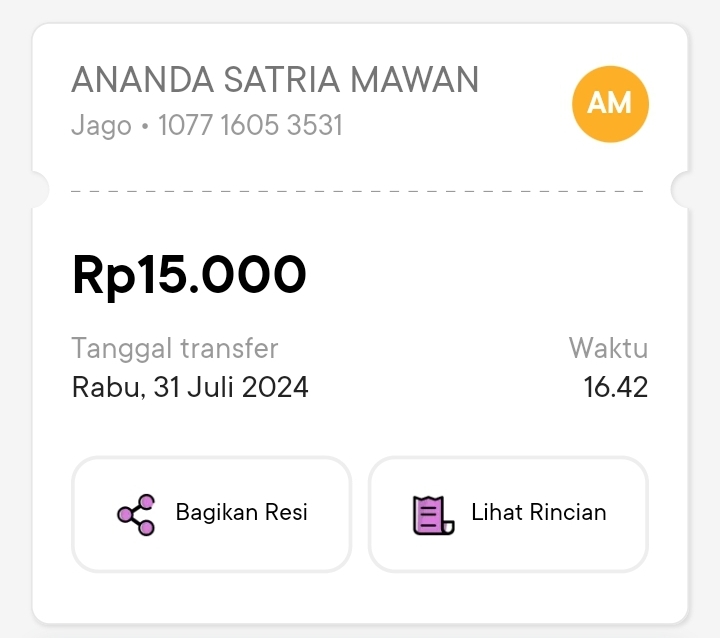 ANANDA SATRIA MAWAN
Jago • 1077 1605 3531
AM
Rp15.000
Tanggal transfer
Waktu
Rabu, 31 Juli 2024
16.42
Bagikan Resi
Lihat Rincian